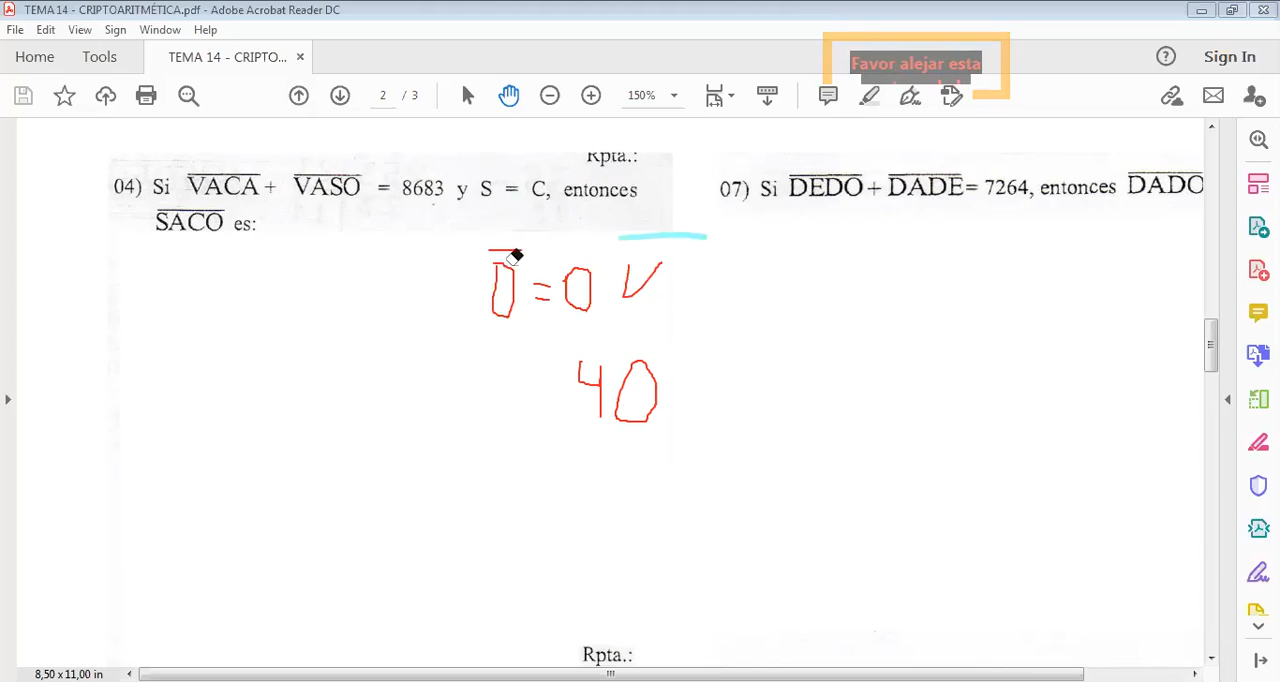 TEMA 14 - CRIPTOARITMÉTICA.pdf - Adobe Acrobat Reader DC
File Edit View Sign Window Help
Home Tools TEMA 14 - CRIPTO... × Sign In
Favor alejar esta
2 / 3 150%
Rpta.:
04) Si VACA + VASO = 8683 y S = C, entonces
SACO es:
07) Si DEDO + DADE = 7264, entonces DADO
0 = 0 V
40
Rpta.:
8,50 x 11,00 in